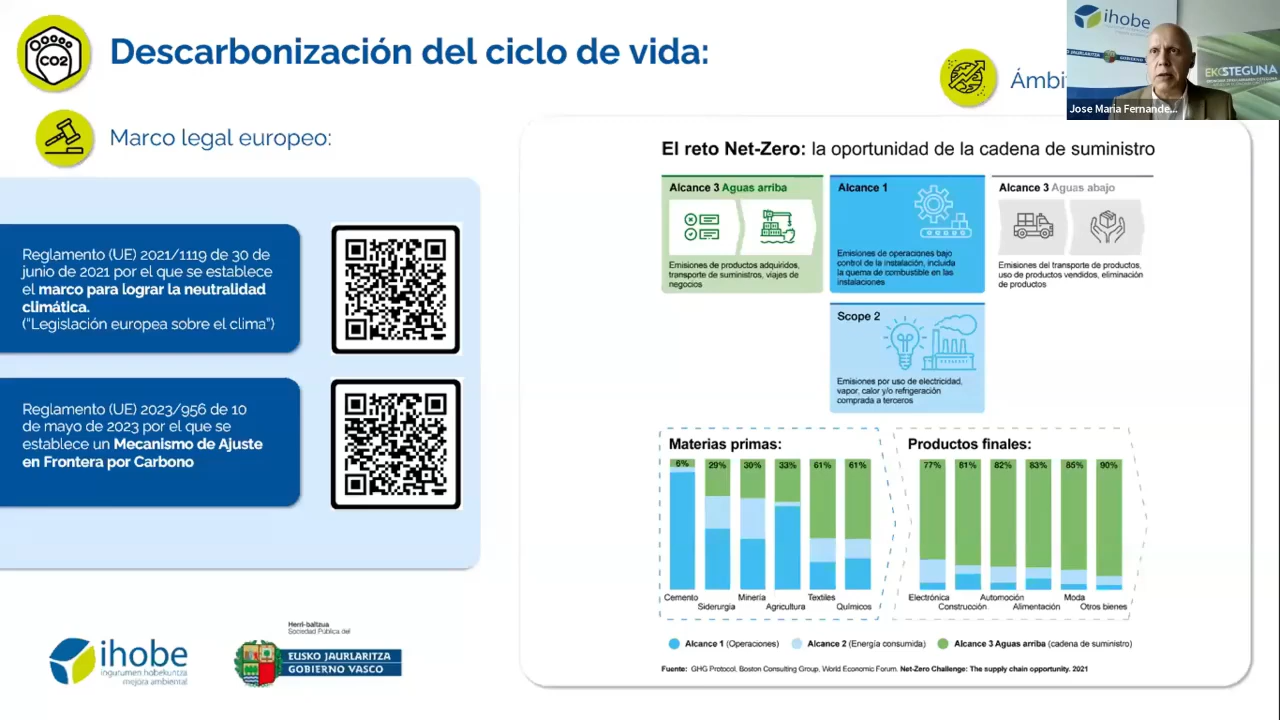 CO2
Descarbonización del ciclo de vida:
Marco legal europeo:
Reglamento (UE) 2021/1119 de 30 de
junio de 2021 por el que se establece
el marco para lograr la neutralidad
climática.
("Legislación europea sobre el clima")
Reglamento (UE) 2023/956 de 10
de mayo de 2023 por el que se
establece un Mecanismo de Ajuste
en Frontera por Carbono
ihobe
ingurumen hobekuntza
mejora ambiental
Herri-baltzua
Sociedad Pública del
EUSKO JAURLARITZA
GOBIERNO VASCO
ihobe
EKOSTEGUNA
Jose Maria Fernande...
El reto Net-Zero: la oportunidad de la cadena de suministro
Alcance 3 Aguas arriba
Emisiones de productos adquiridos,
transporte de suministros, viajes de
negocios
Alcance 1
Emisiones de operaciones bajo
control de la instalación, incluida
la quema de combustible en las
instalaciones
Alcance 3 Aguas abajo
Emisiones del transporte de productos,
uso de productos vendidos, eliminación
de productos
Scope 2
Emisiones por uso de electricidad,
vapor, calor y/o refrigeración
comprada a terceros
Materias primas:
6% 29% 30% 33% 61% 61%
Cemento Minería Textiles
Siderurgia Agricultura Químicos
Productos finales:
77% 81% 82% 83% 85% 90%
Electrónica Automoción Moda
Construcción Alimentación Otros bienes
Alcance 1 (Operaciones) Alcance 2 (Energía consumida) Alcance 3 Aguas arriba (cadena de suministro)
Fuente: GHG Protocol, Boston Consulting Group, World Economic Forum. Net-Zero Challenge: The supply chain opportunity. 2021